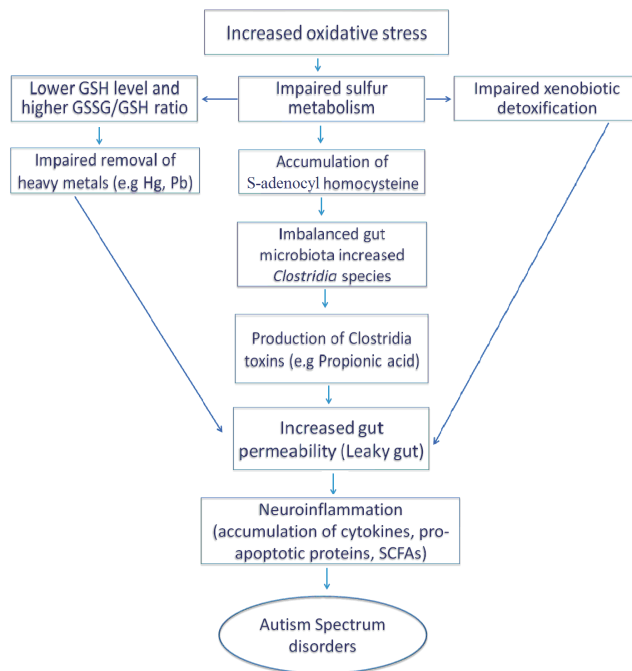 Increased oxidative stress
Lower GSH level and
higher GSSG/GSH ratio
Impaired sulfur
metabolism
Impaired xenobiotic
detoxification
Impaired removal of
heavy metals (e.g Hg, Pb)
Accumulation of
S-adenocyl homocysteine
Imbalanced gut
microbiota increased
Clostridia species
Production of Clostridia
toxins (e.g Propionic acid)
Increased gut
permeability (Leaky gut)
Neuroinflammation
(accumulation of cytokines, pro-
apoptotic proteins, SCFAs)
Autism Spectrum
disorders